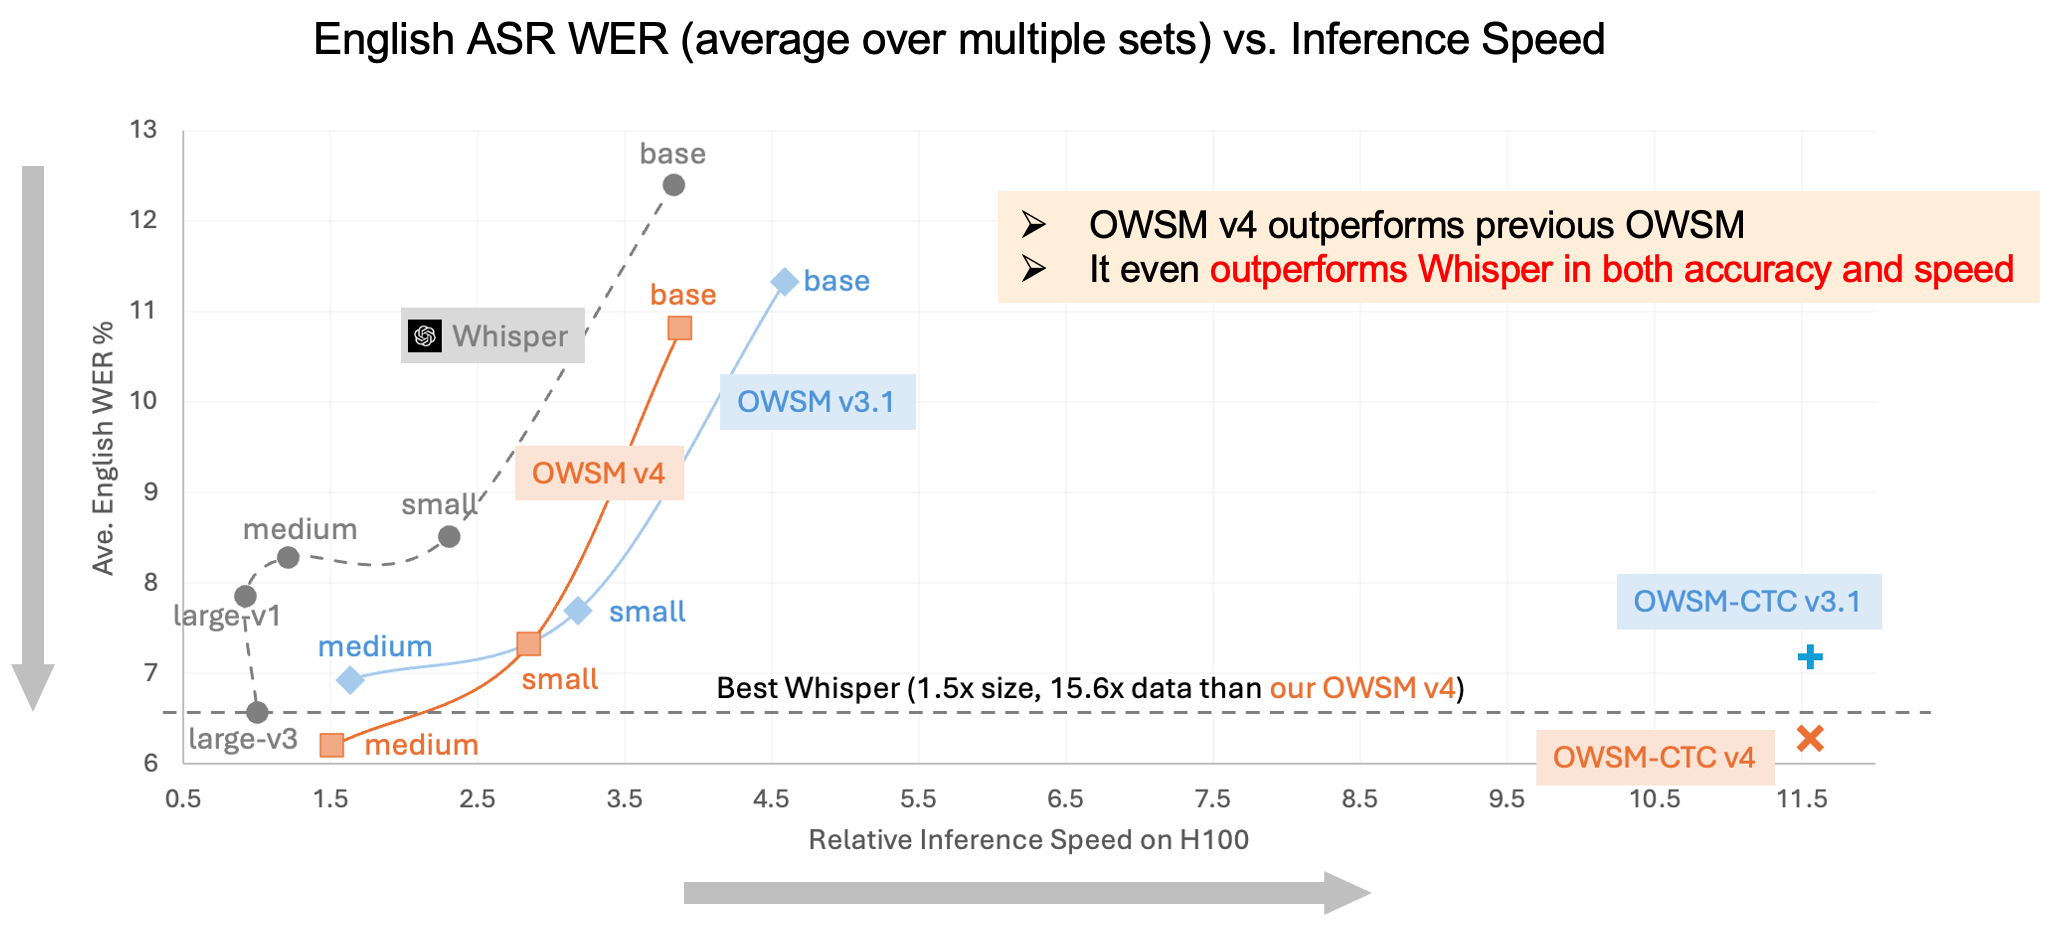 English ASR WER (average over multiple sets) vs. Inference Speed
13
12
11
10
9
8
7
6
Ave. English WER %
base
small
medium
large-v1
large-v3
Whisper
base
OWSM v4
small
medium
base
OWSM v3.1
small
medium
➢ OWSM v4 outperforms previous OWSM
➢ It even outperforms Whisper in both accuracy and speed
Best Whisper (1.5x size, 15.6x data than our OWSM v4)
OWSM-CTC v3.1
OWSM-CTC v4
0.5 1.5 2.5 3.5 4.5 5.5 6.5 7.5 8.5 9.5 10.5 11.5
Relative Inference Speed on H100